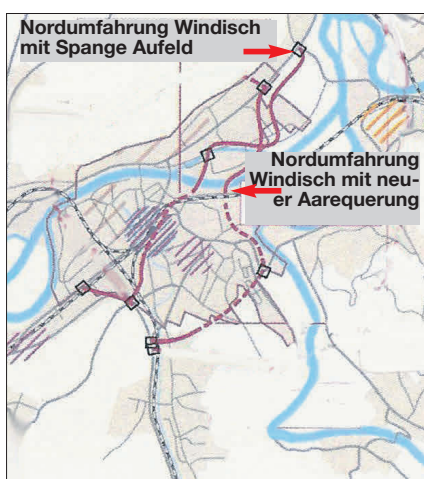 Nordumfahrung Windisch
mit Spange Aufeld
Nordumfahrung
Windisch mit neu-
er Aarequerung